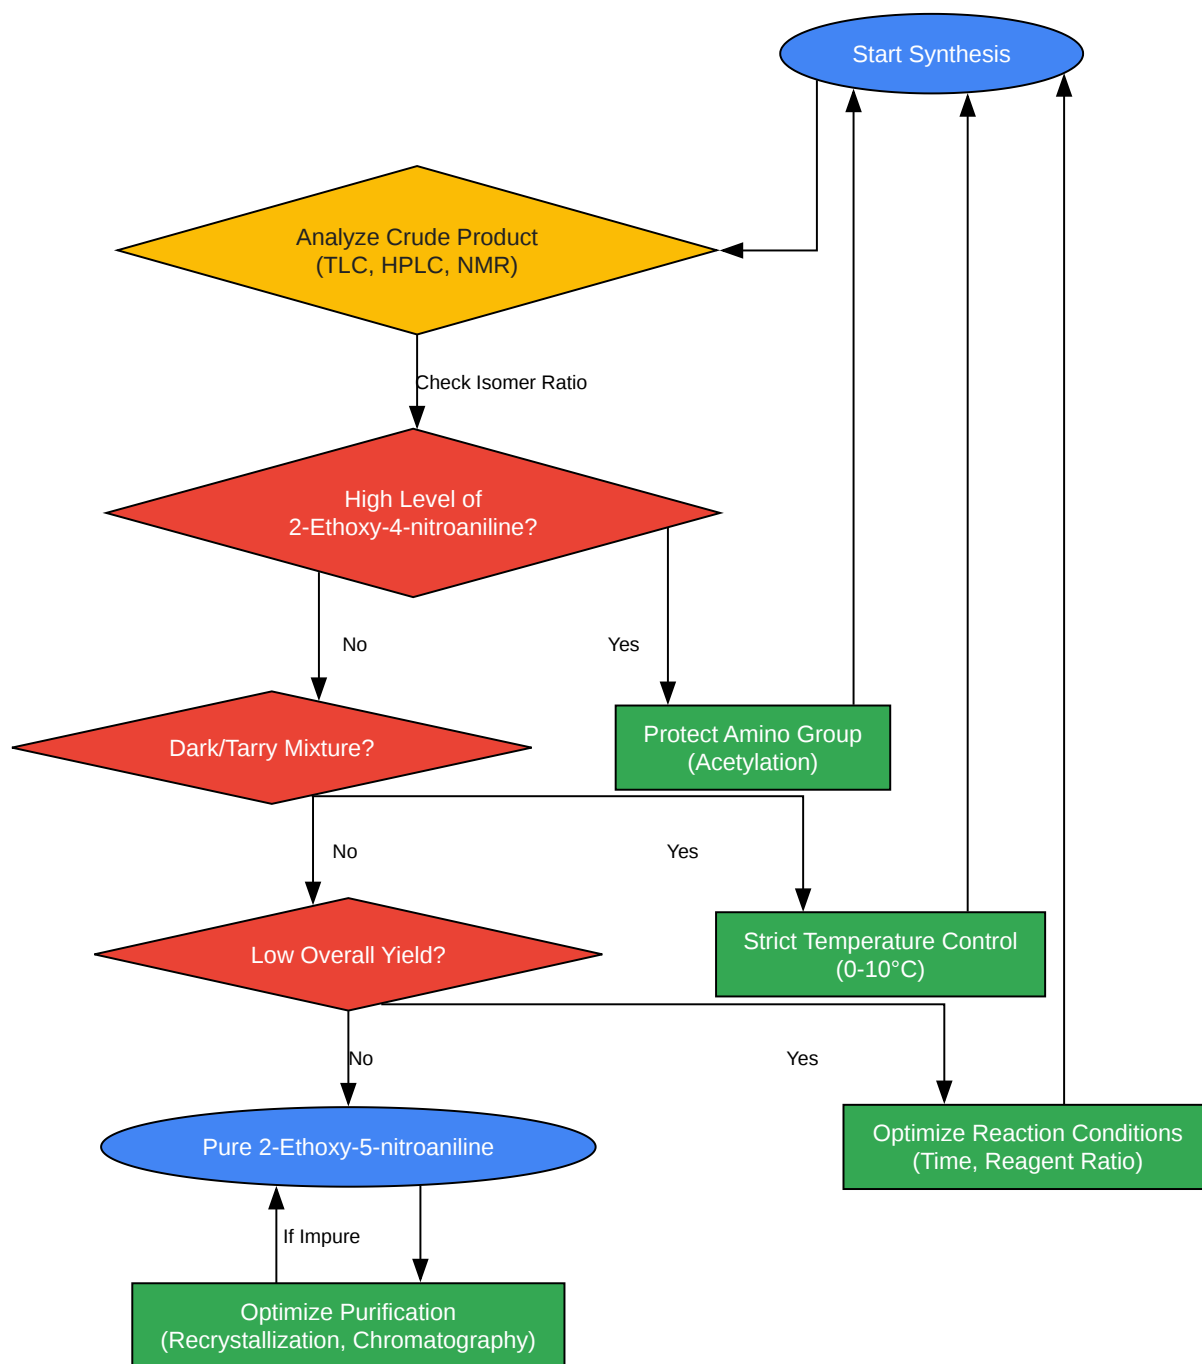 Start Synthesis
Analyze Crude Product
(TLC, HPLC, NMR)
Check Isomer Ratio
High Level of
2-Ethoxy-4-nitroaniline?
No
Yes
Protect Amino Group
(Acetylation)
Dark/Tarry Mixture?
No
Yes
Strict Temperature Control
(0-10°C)
Low Overall Yield?
No
Yes
Optimize Reaction Conditions
(Time, Reagent Ratio)
Pure 2-Ethoxy-5-nitroaniline
If Impure
Optimize Purification
(Recrystallization, Chromatography)